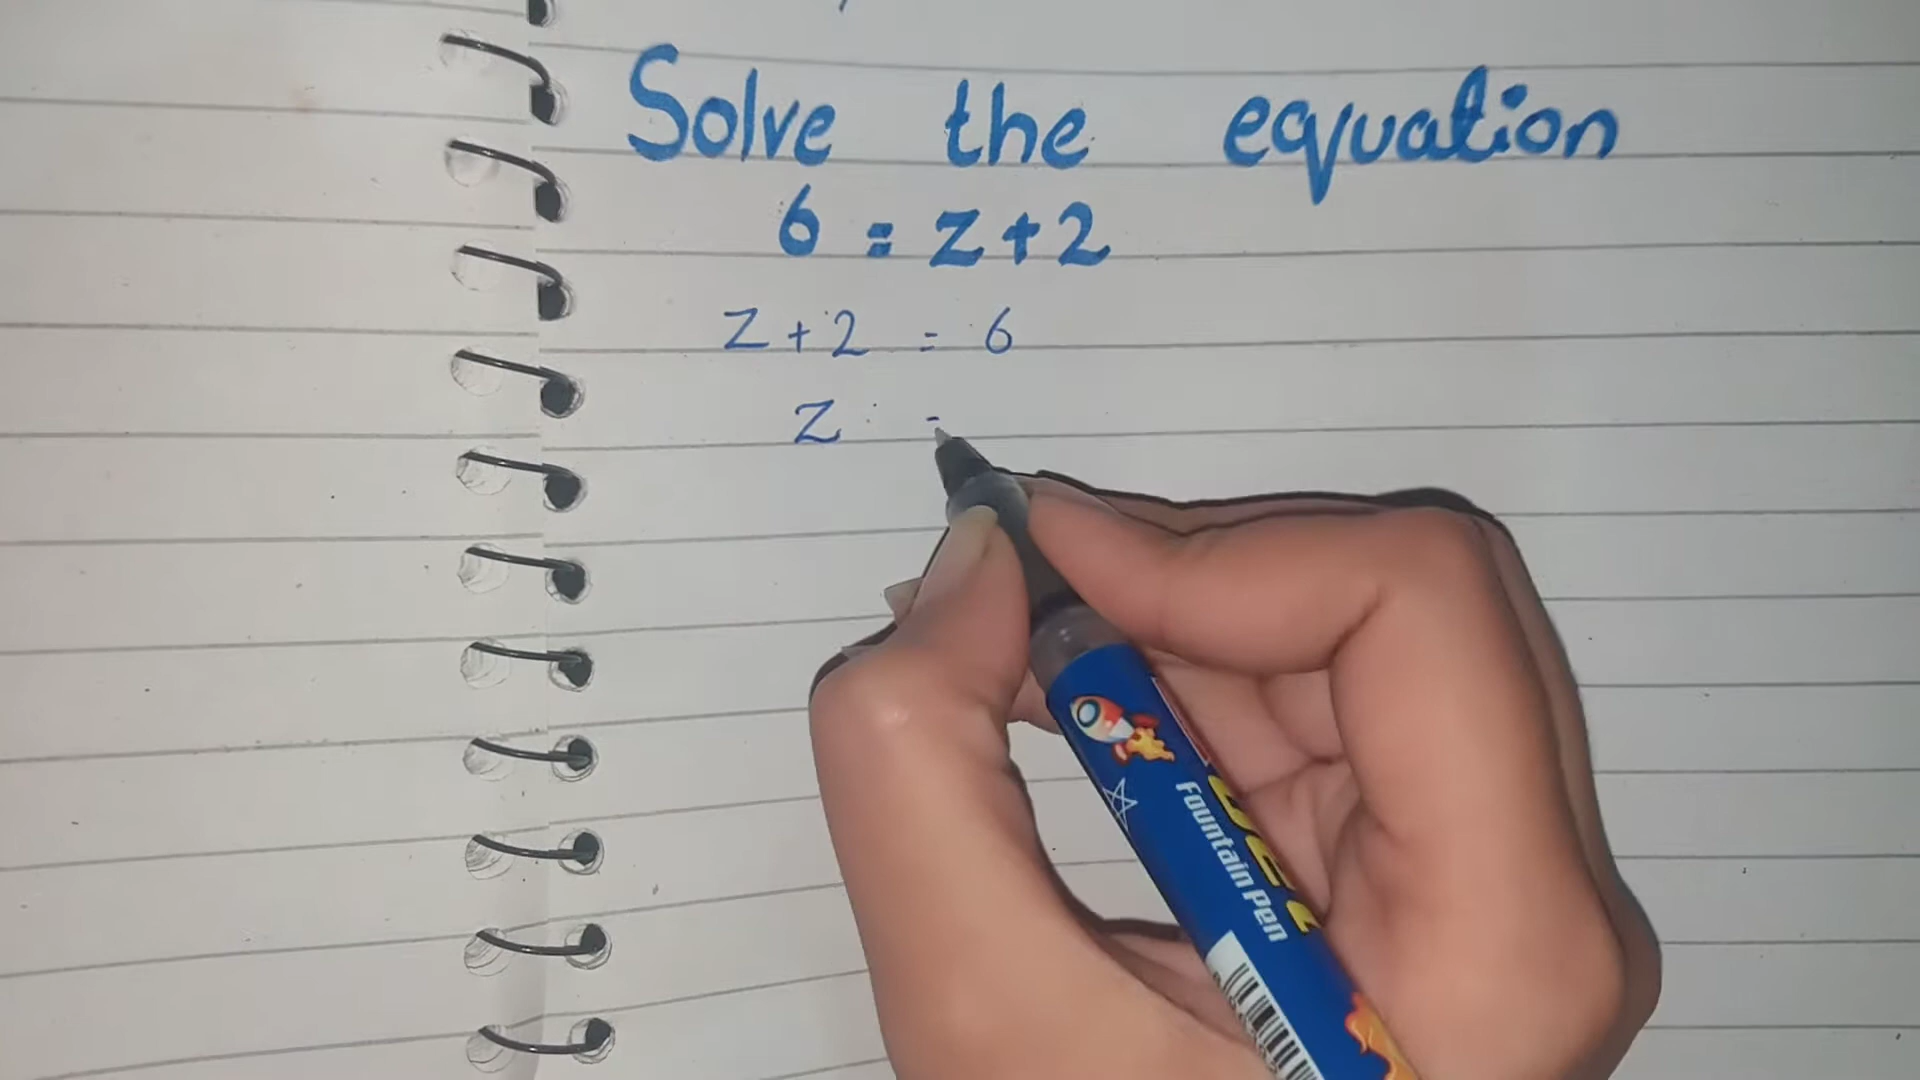 Solve the equation
6 = z + 2
z + 2 = 6
z =
Fountain Pen